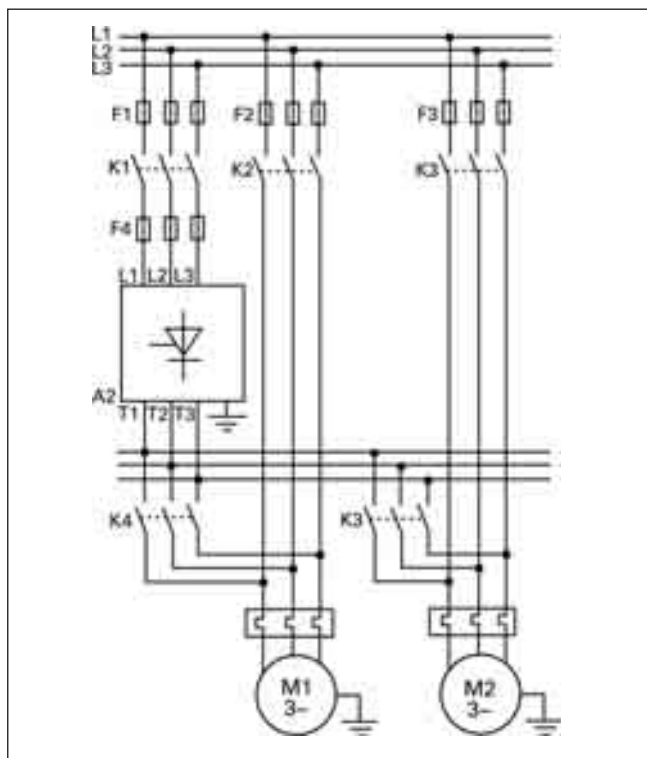 L1
L2
L3
F1 F2 F3
K1 K2 K3
F4
L1 L2 L3
A2
T1 T2 T3
K4 K3
M1 M2
3~ 3~